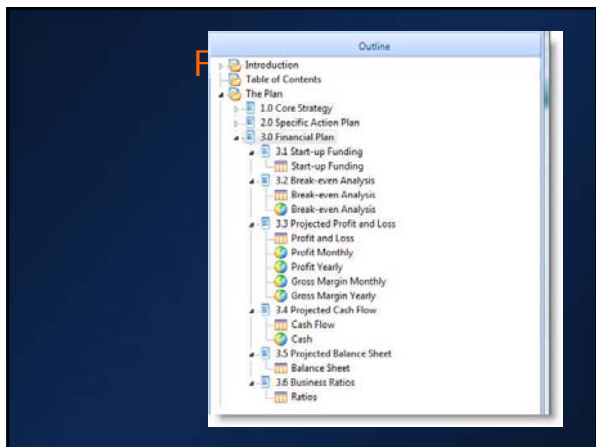 Outline
F
Introduction
Table of Contents
The Plan
1.0 Core Strategy
2.0 Specific Action Plan
3.0 Financial Plan
3.1 Start-up Funding
Start-up Funding
3.2 Break-even Analysis
Break-even Analysis
Break-even Analysis
3.3 Projected Profit and Loss
Profit and Loss
Profit Monthly
Profit Yearly
Gross Margin Monthly
Gross Margin Yearly
3.4 Projected Cash Flow
Cash Flow
Cash
3.5 Projected Balance Sheet
Balance Sheet
3.6 Business Ratios
Ratios